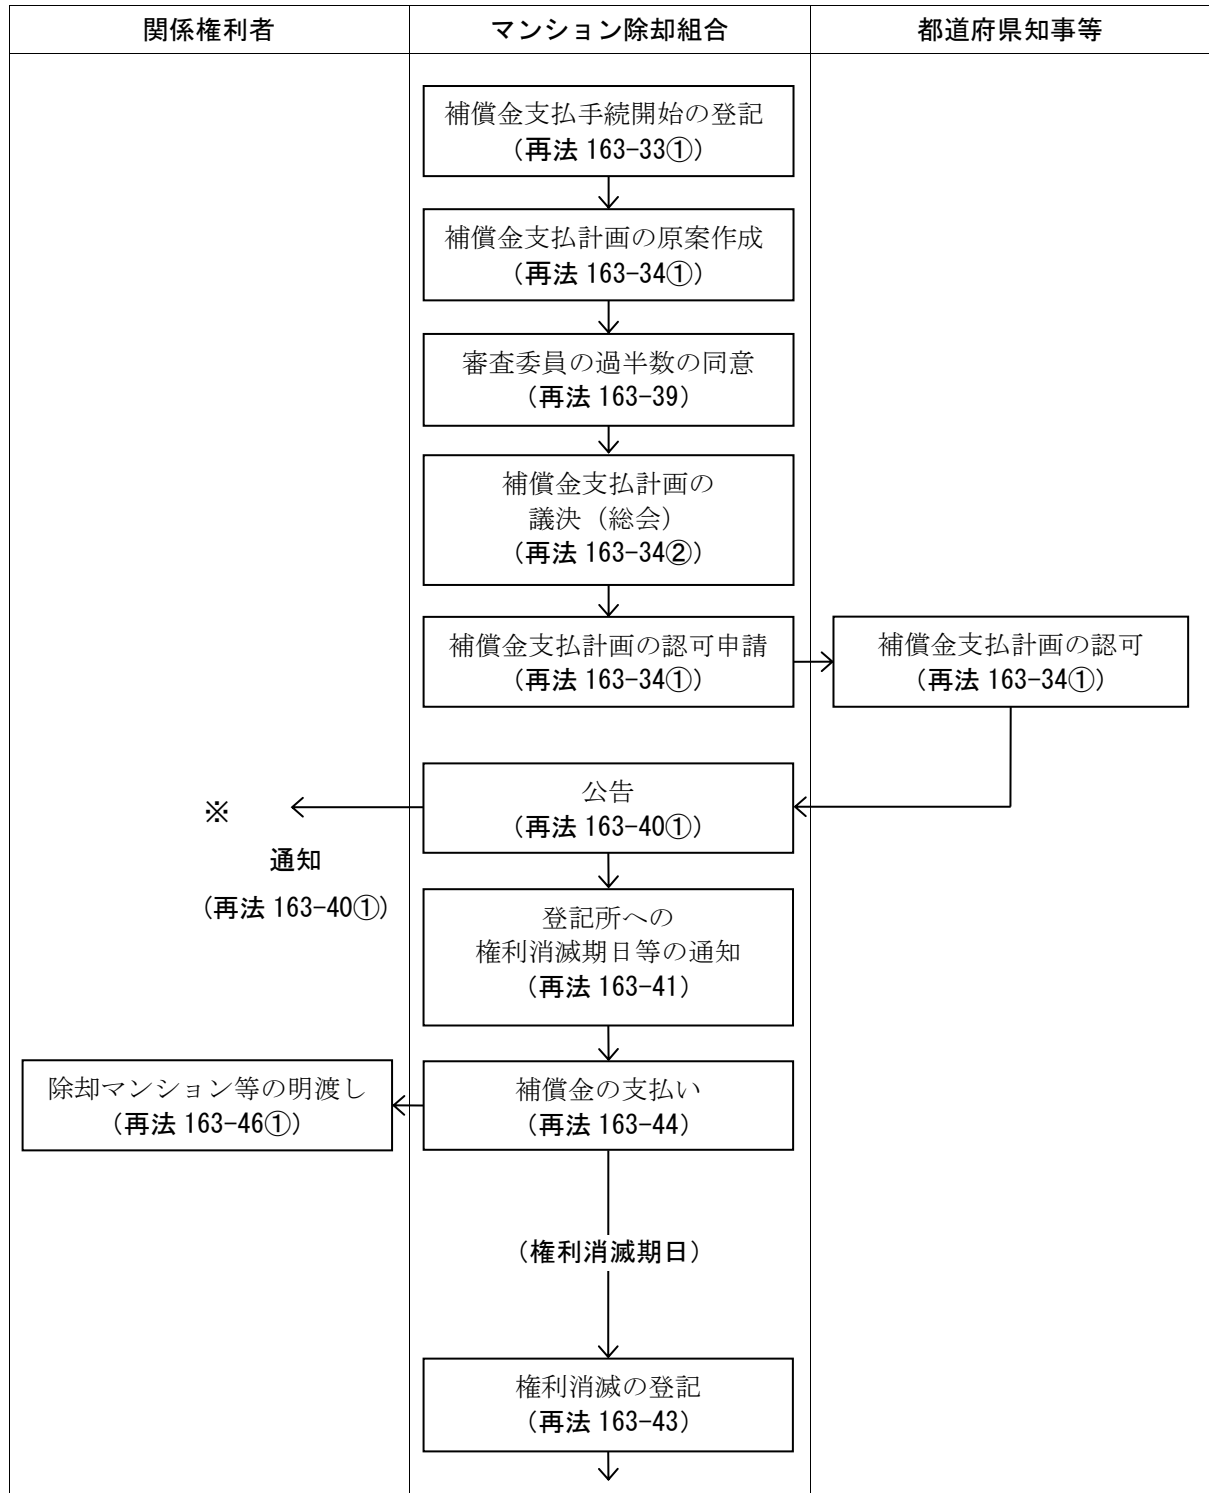 関係権利者
マンション除却組合
都道府県知事等
補償金支払手続開始の登記
（再法 163-33①）
補償金支払計画の原案作成
（再法 163-34①）
審査委員の過半数の同意
（再法 163-39）
補償金支払計画の
議決（総会）
（再法 163-34②）
補償金支払計画の認可申請
（再法 163-34①）
補償金支払計画の認可
（再法 163-34①）
公告
（再法 163-40①）
※
通知
（再法 163-40①）
登記所への
権利消滅期日等の通知
（再法 163-41）
補償金の支払い
（再法 163-44）
除却マンション等の明渡し
（再法 163-46①）
（権利消滅期日）
権利消滅の登記
（再法 163-43）